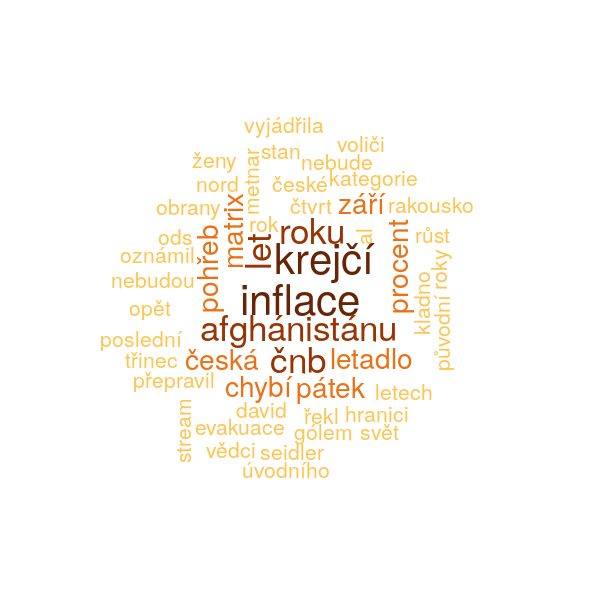 vyjádřila
voliči
stan
ženy
nebude
metnar
kategorie
nord
české
obrany
matrix
čtvrt
září
rakousko
rok
pohřeb
let
roku
al
procent
růst
ods
oznámil
krejčí
roky
nebudou
inflace
kladno
původní
opět
afghánistánu
poslední
třinec
česká
čnb
letadlo
přepravil
chybí
pátek
letech
stream
david
řekl
hranici
evakuace
gólem
svět
vědci
seidler
úvodního